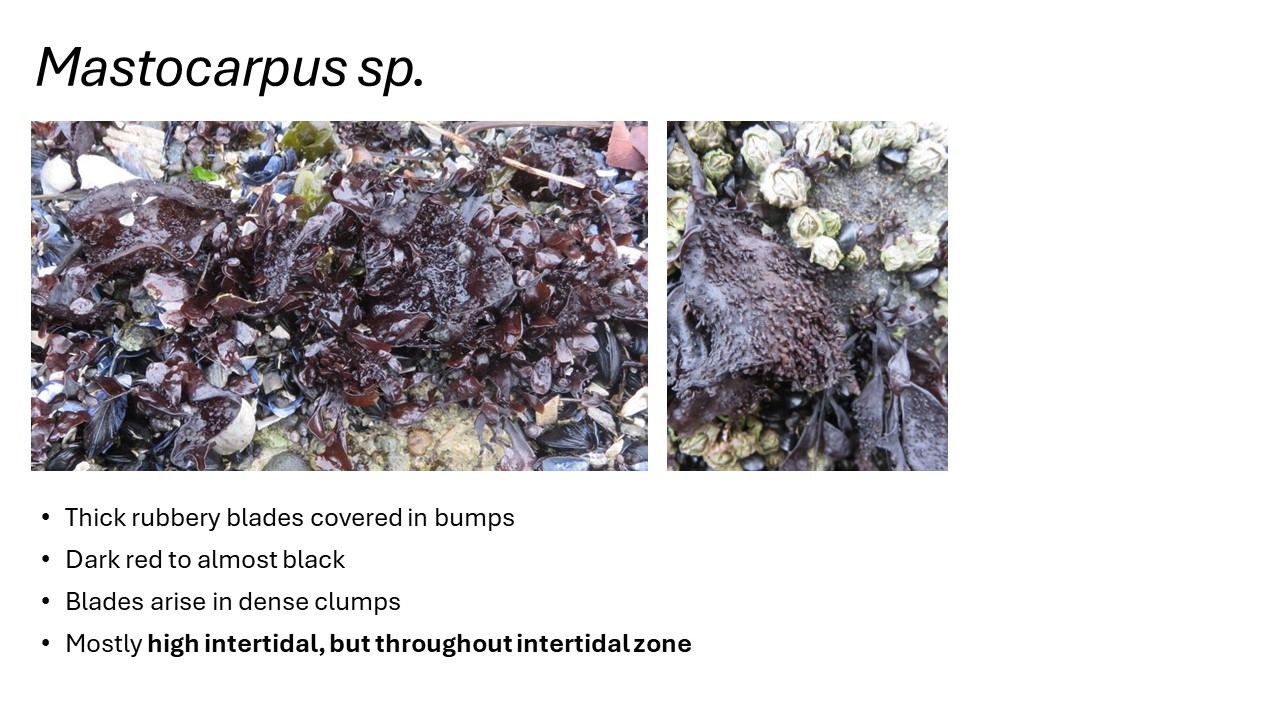 Mastocarpus sp.
• Thick rubbery blades covered in bumps
• Dark red to almost black
• Blades arise in dense clumps
• Mostly high intertidal, but throughout intertidal zone